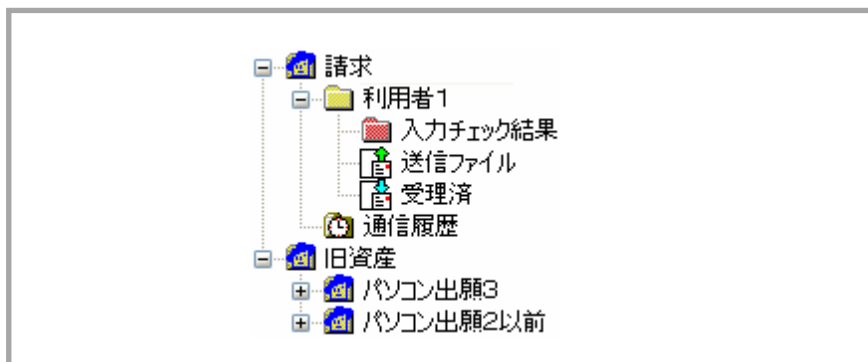 請求
利用者1
入力チェック結果
送信ファイル
受理済
通信履歴
旧資産
パソコン出願3
パソコン出願2以前